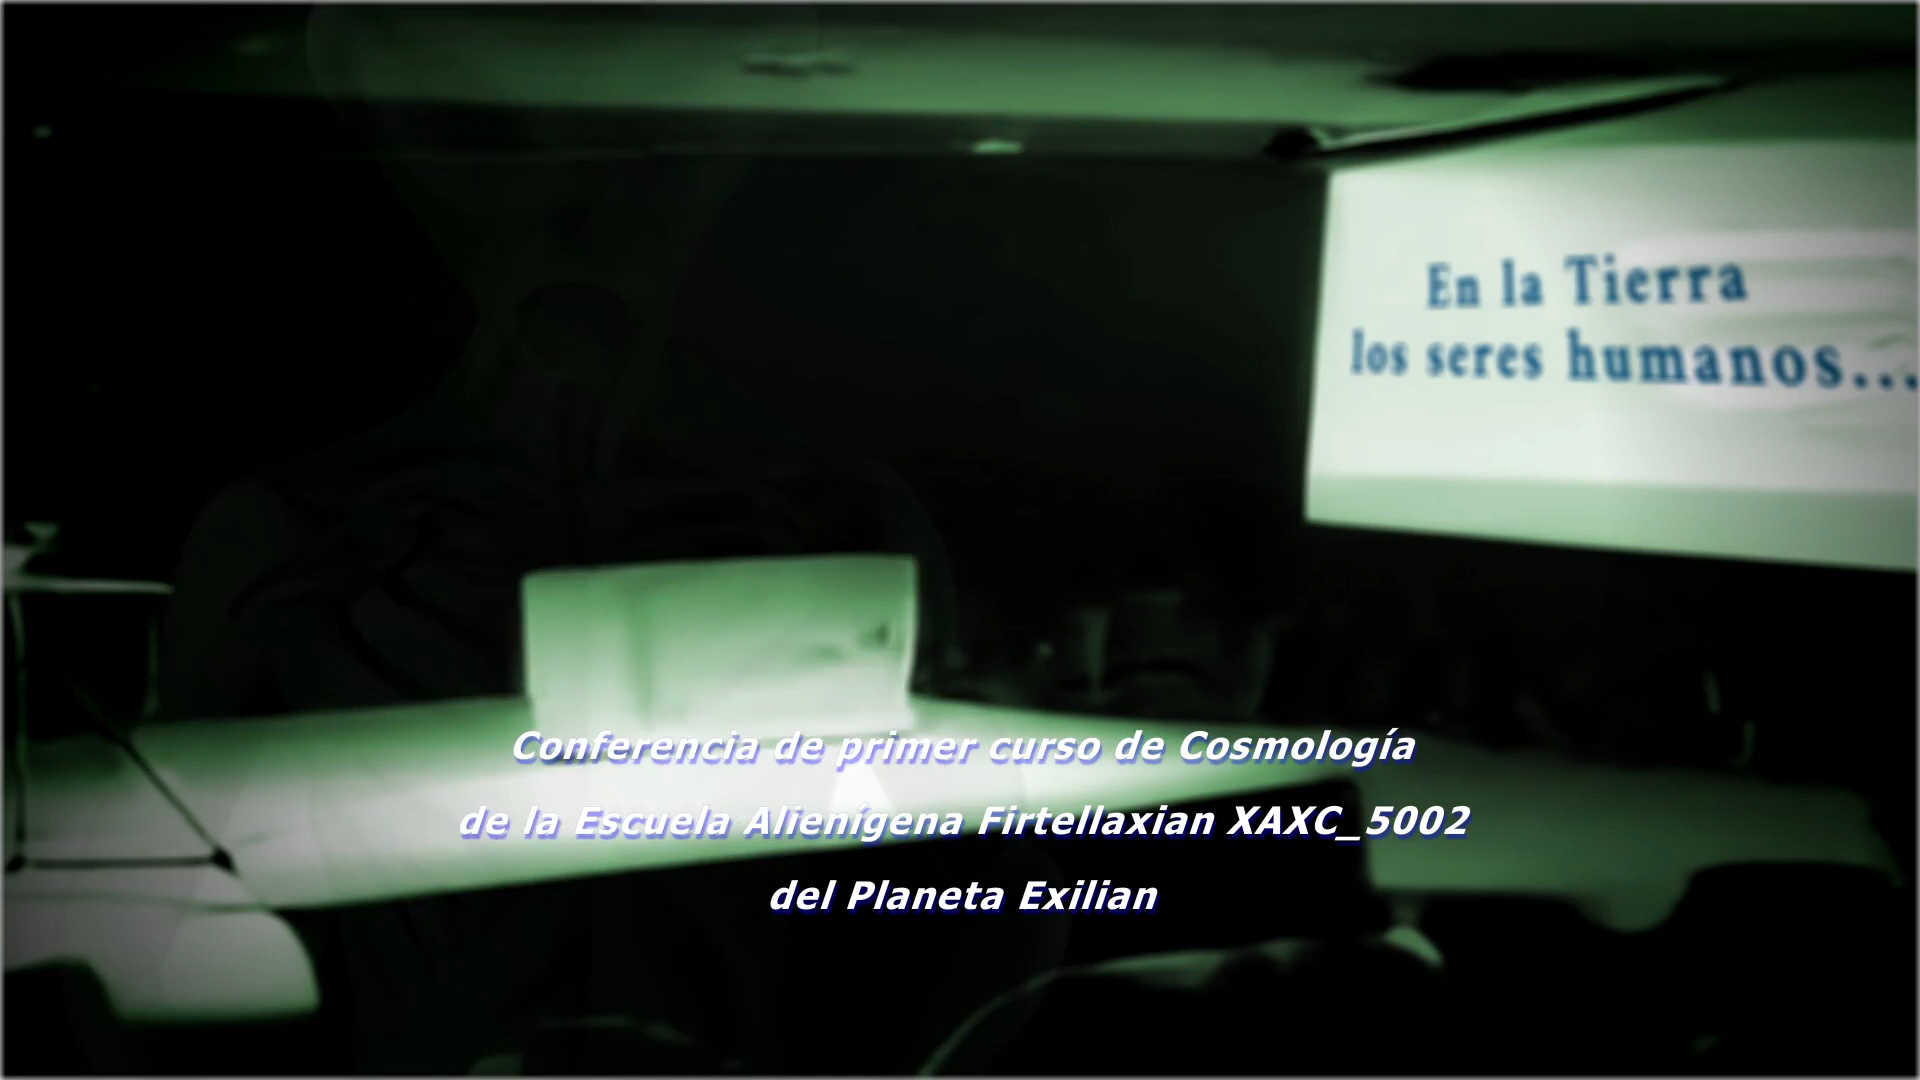 En la Tierra
los seres humanos...
Conferencia de primer curso de Cosmología
de la Escuela Alienígena Firtellaxian XAXC_5002
del Planeta Exilian